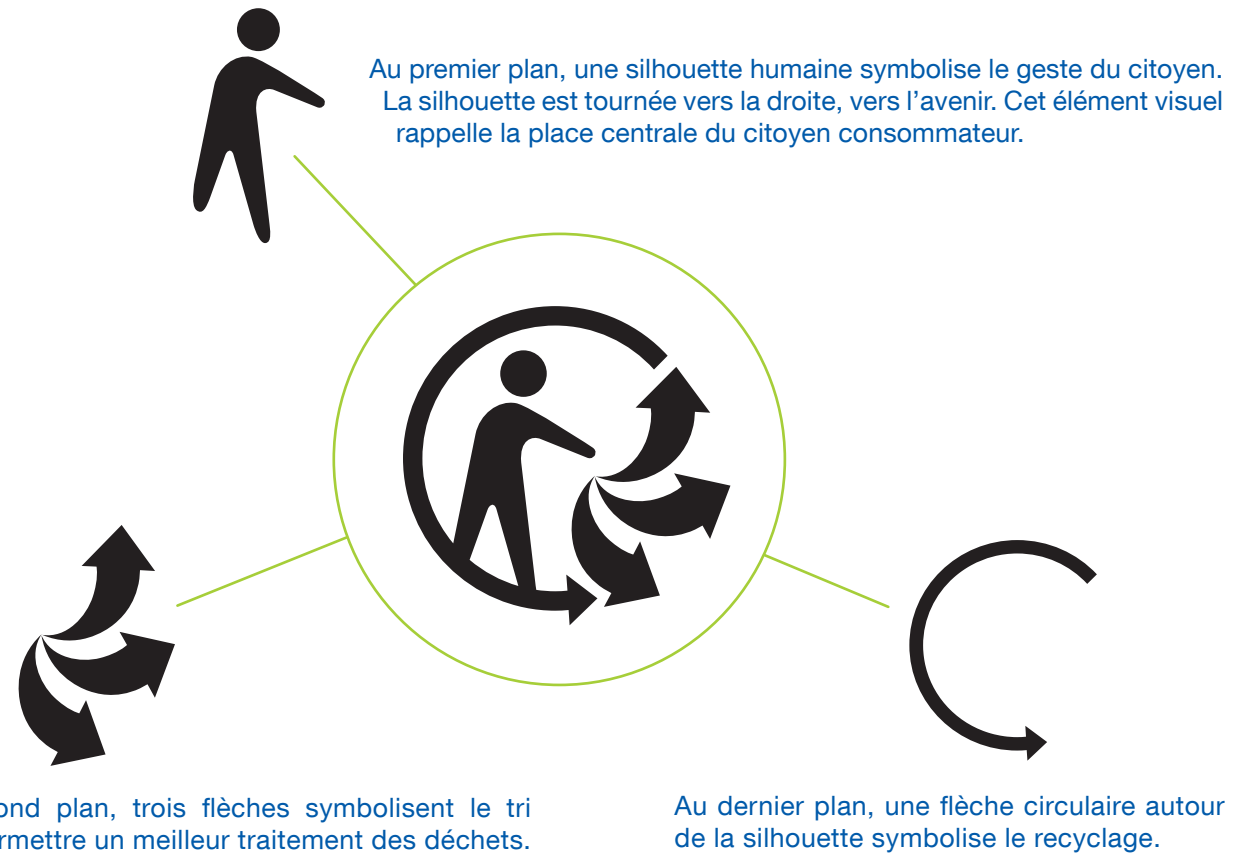 Au premier plan, une silhouette humaine symbolise le geste du citoyen.
La silhouette est tournée vers la droite, vers l’avenir. Cet élément visuel
rappelle la place centrale du citoyen consommateur.
ond plan, trois flèches symbolisent le tri
rmettre un meilleur traitement des déchets.
Au dernier plan, une flèche circulaire autour
de la silhouette symbolise le recyclage.